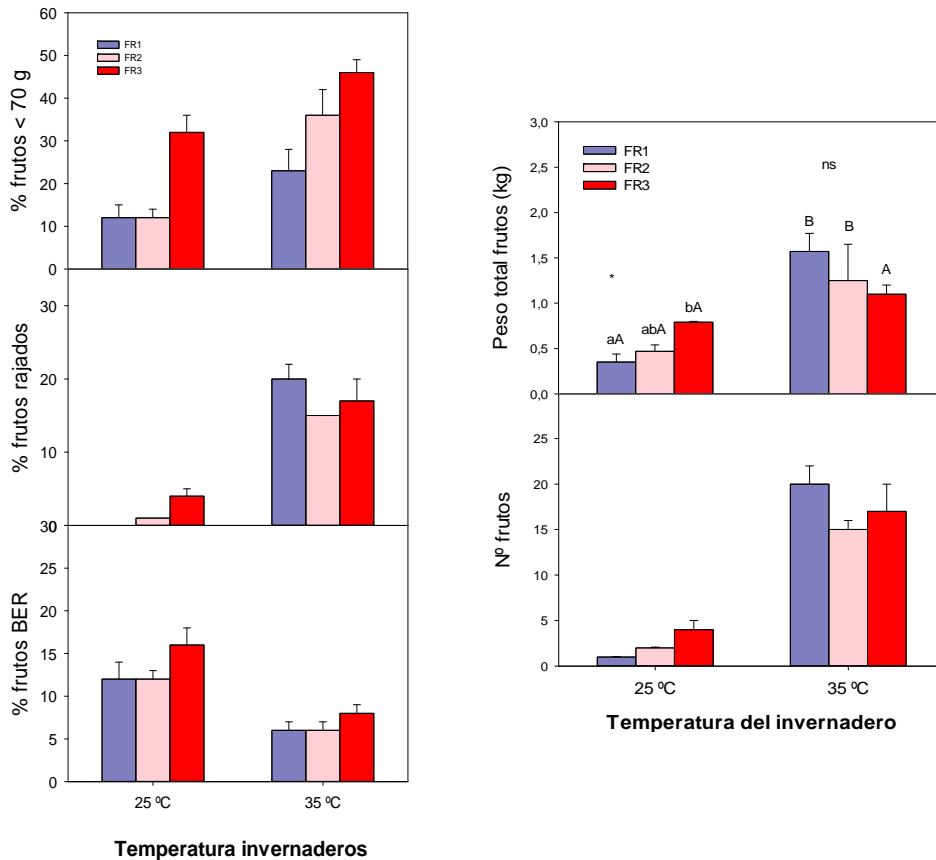 60
50
40
30
20
10
0
% frutos < 70 g
FR1
FR2
FR3
30
20
10
0
% frutos rajados
30
25
20
15
10
5
0
% frutos BER
25 ºC
35 ºC
Temperatura invernaderos
3,0
2,5
2,0
1,5
1,0
0,5
0,0
Peso total frutos (kg)
FR1
FR2
FR3
*
ns
aA
abA
bA
B
B
A
25
20
15
10
5
0
Nº frutos
25 ºC
35 ºC
Temperatura del invernadero